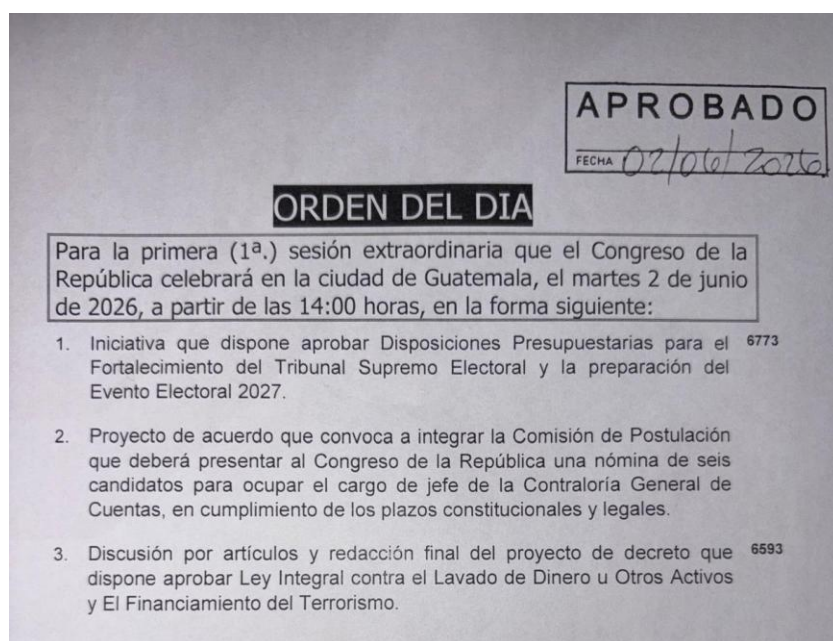 APROBADO
FECHA 02/06/2026
ORDEN DEL DIA
Para la primera (1ª.) sesión extraordinaria que el Congreso de la
República celebrará en la ciudad de Guatemala, el martes 2 de junio
de 2026, a partir de las 14:00 horas, en la forma siguiente:
1. Iniciativa que dispone aprobar Disposiciones Presupuestarias para el 6773
Fortalecimiento del Tribunal Supremo Electoral y la preparación del
Evento Electoral 2027.
2. Proyecto de acuerdo que convoca a integrar la Comisión de Postulación
que deberá presentar al Congreso de la República una nómina de seis
candidatos para ocupar el cargo de jefe de la Contraloría General de
Cuentas, en cumplimiento de los plazos constitucionales y legales.
3. Discusión por artículos y redacción final del proyecto de decreto que 6593
dispone aprobar Ley Integral contra el Lavado de Dinero u Otros Activos
y El Financiamiento del Terrorismo.